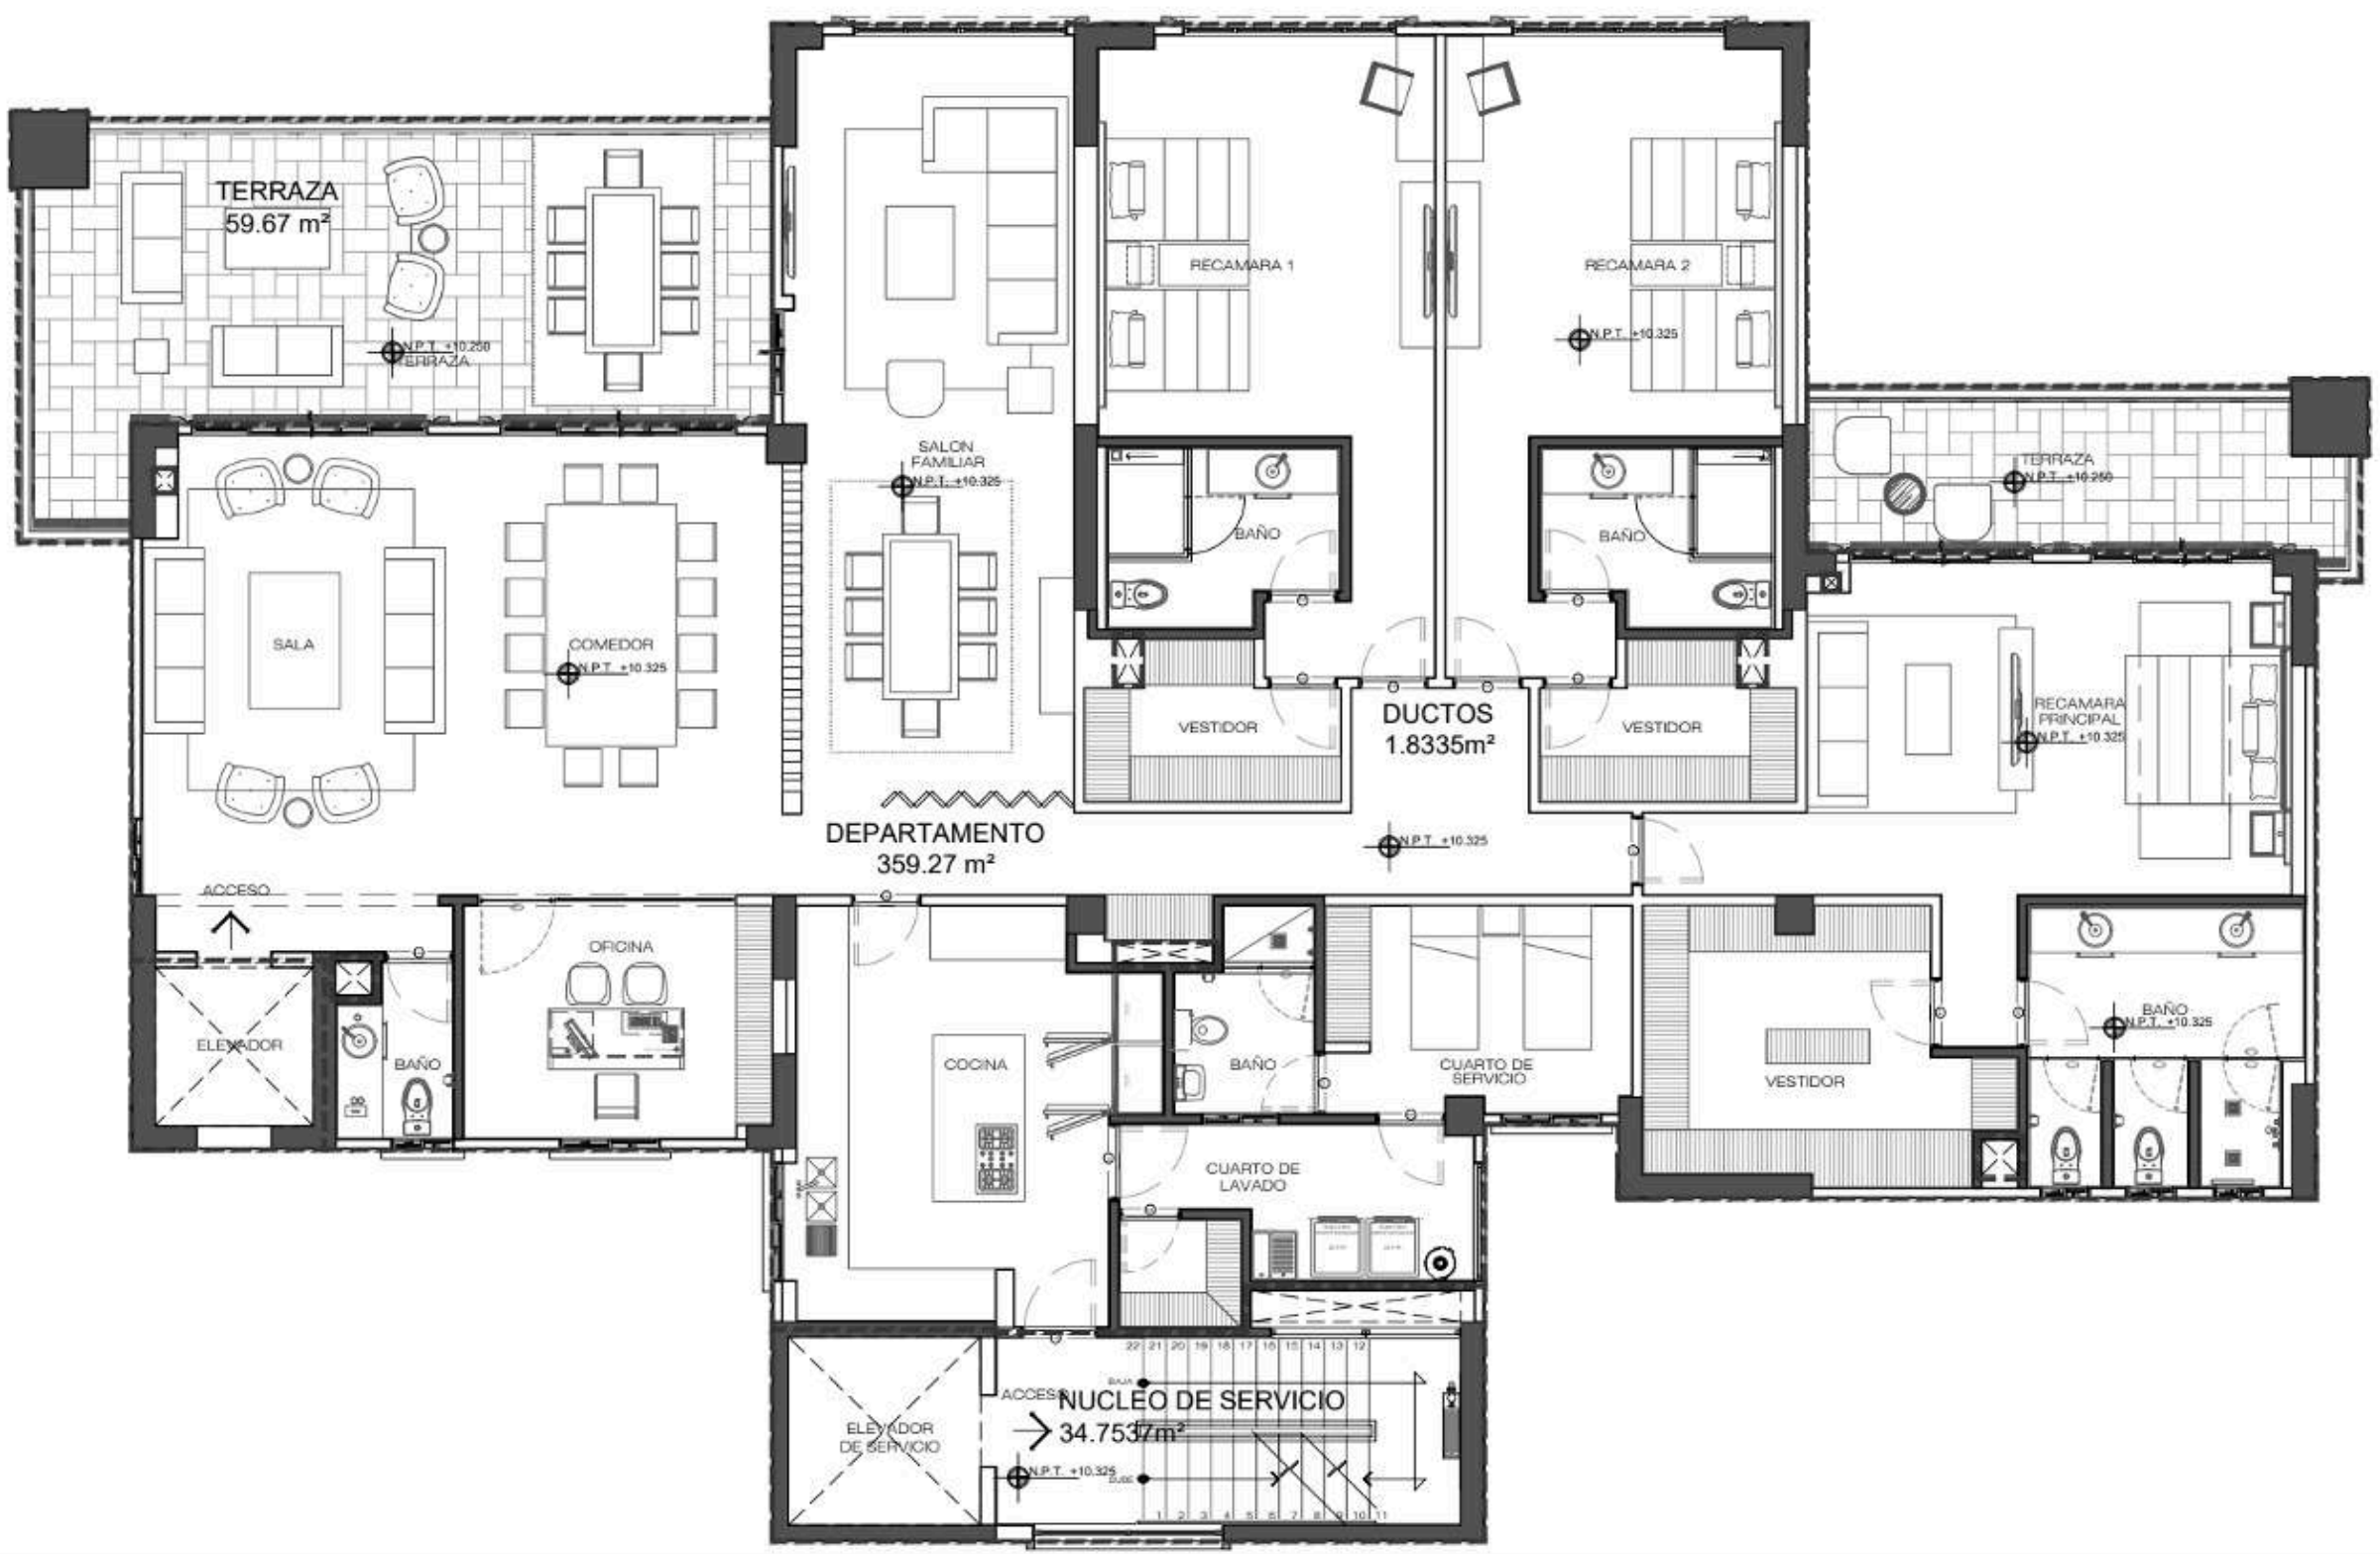 TERRAZA
59.67 m²
N.P.T. +10.250
TERRAZA
RECAMARA 1
RECAMARA 2
N.P.T. +10.325
SALON
FAMILIAR
N.P.T. +10.325
TERRAZA
N.P.T. +10.250
BAÑO
BAÑO
SALA
COMEDOR
N.P.T. +10.325
VESTIDOR
DUCTOS
1.8335m²
VESTIDOR
RECAMARA
PRINCIPAL
N.P.T. +10.325
DEPARTAMENTO
359.27 m²
N.P.T. +10.325
ACCESO
OFICINA
ELEVADOR
BAÑO
COCINA
BAÑO
CUARTO DE
SERVICIO
VESTIDOR
BAÑO
N.P.T. +10.325
CUARTO DE
LAVADO
22 21 20 19 18 17 16 15 14 13 12
BAJA
ACCESO
NUCLEO DE SERVICIO
34.7537m²
ELEVADOR
DE SERVICIO
N.P.T. +10.325
SUBE
1 2 3 4 5 6 7 8 9 10 11